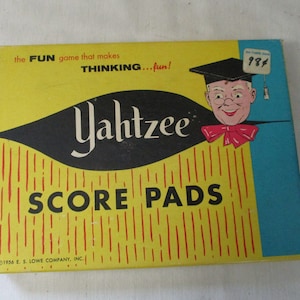 the FUN game that makes
THINKING...fun!
98¢
Yahtzee
SCORE PADS
©1956 E. S. LOWE COMPANY, INC.